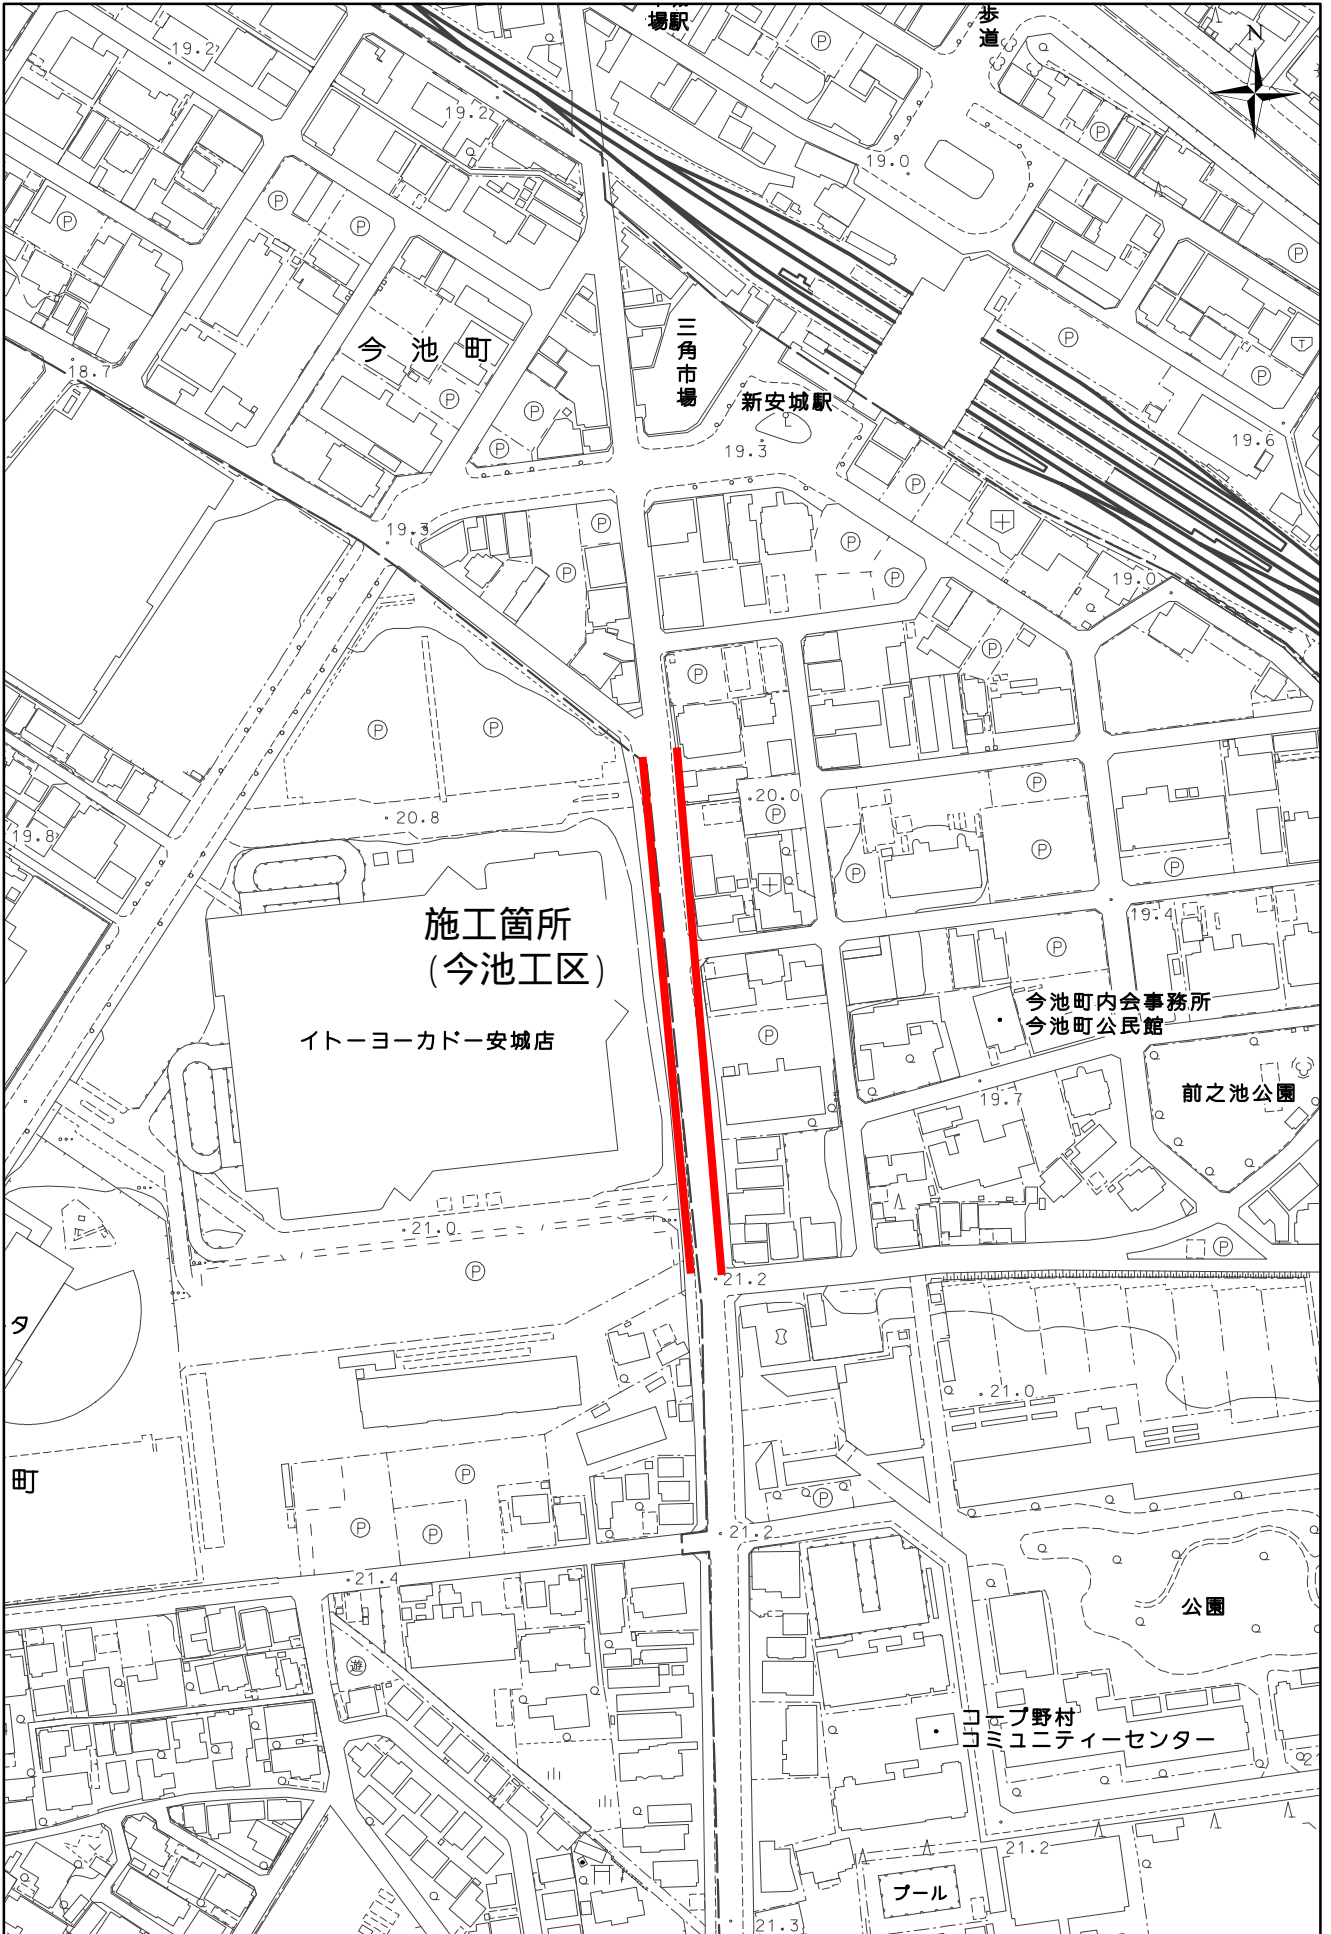 場駅
歩道
N
19.2
19.2
19.0
P
P
P
P
P
P
P
今池町
三角市場
18.7
新安城駅
P
P
P
P
P
19.3
19.6
P
19.3
P
P
P
P
P
19.0
P
P
P
P
20.0
P
P
20.8
19.8
P
P
P
施工箇所
(今池工区)
19.4
P
今池町内会事務所
今池町公民館
イトーヨーカドー安城店
P
前之池公園
19.7
21.0
P
P
21.2
タ
21.0
町
P
P
P
P
21.2
21.4
公園
遊
コープ野村
コミュニティーセンター
21.2
プール
21.3